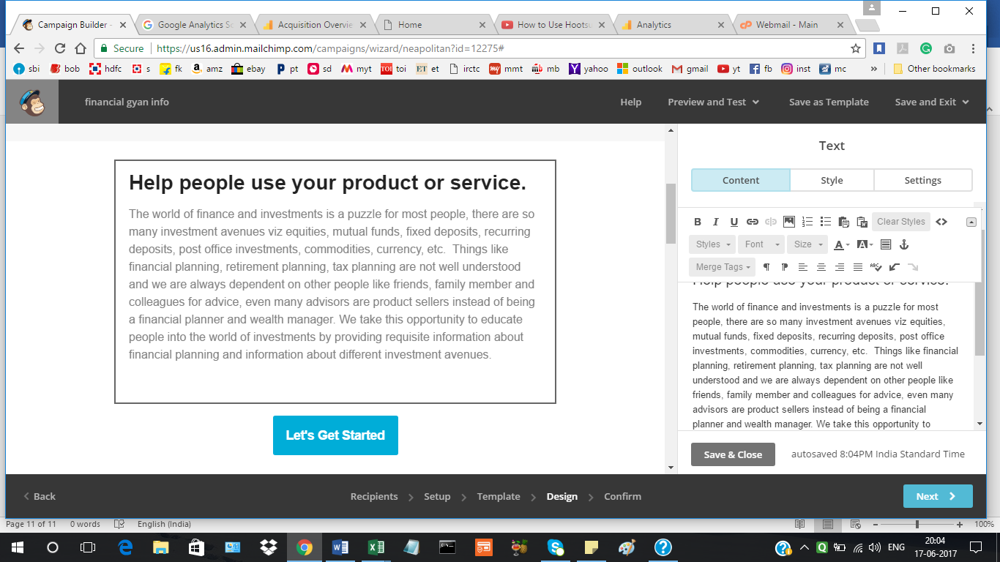 Campaign Builder -
Google Analytics Sc
Acquisition Overvie
Home
How to Use Hootsu
Analytics
Webmail - Main
Secure
https://us16.admin.mailchimp.com/campaigns/wizard/neapolitan?id=12275#
sbi bob hdfc s fk amz ebay pt sd myt toi et irctc mmt mb yahoo outlook gmail yt fb inst mc » Other bookmarks
financial gyan info
Help Preview and Test Save as Template Save and Exit
Help people use your product or service.
The world of finance and investments is a puzzle for most people, there are so
many investment avenues viz equities, mutual funds, fixed deposits, recurring
deposits, post office investments, commodities, currency, etc.  Things like
financial planning, retirement planning, tax planning are not well understood
and we are always dependent on other people like friends, family member and
colleagues for advice, even many advisors are product sellers instead of being
a financial planner and wealth manager. We take this opportunity to educate
people into the world of investments by providing requisite information about
financial planning and information about different investment avenues.
Let's Get Started
Text
Content Style Settings
B I U Clear Styles
Styles Font Size A A
Merge Tags
Help people use your product or service.
The world of finance and investments is a puzzle for most
people, there are so many investment avenues viz equities,
mutual funds, fixed deposits, recurring deposits, post office
investments, commodities, currency, etc.  Things like financial
planning, retirement planning, tax planning are not well
understood and we are always dependent on other people like
friends, family member and colleagues for advice, even many
advisors are product sellers instead of being a financial
planner and wealth manager. We take this opportunity to
Save & Close autosaved 8:04PM India Standard Time
Back Recipients Setup Template Design Confirm Next
Page 11 of 11 0 words English (India) 100%
ENG
20:04
17-06-2017